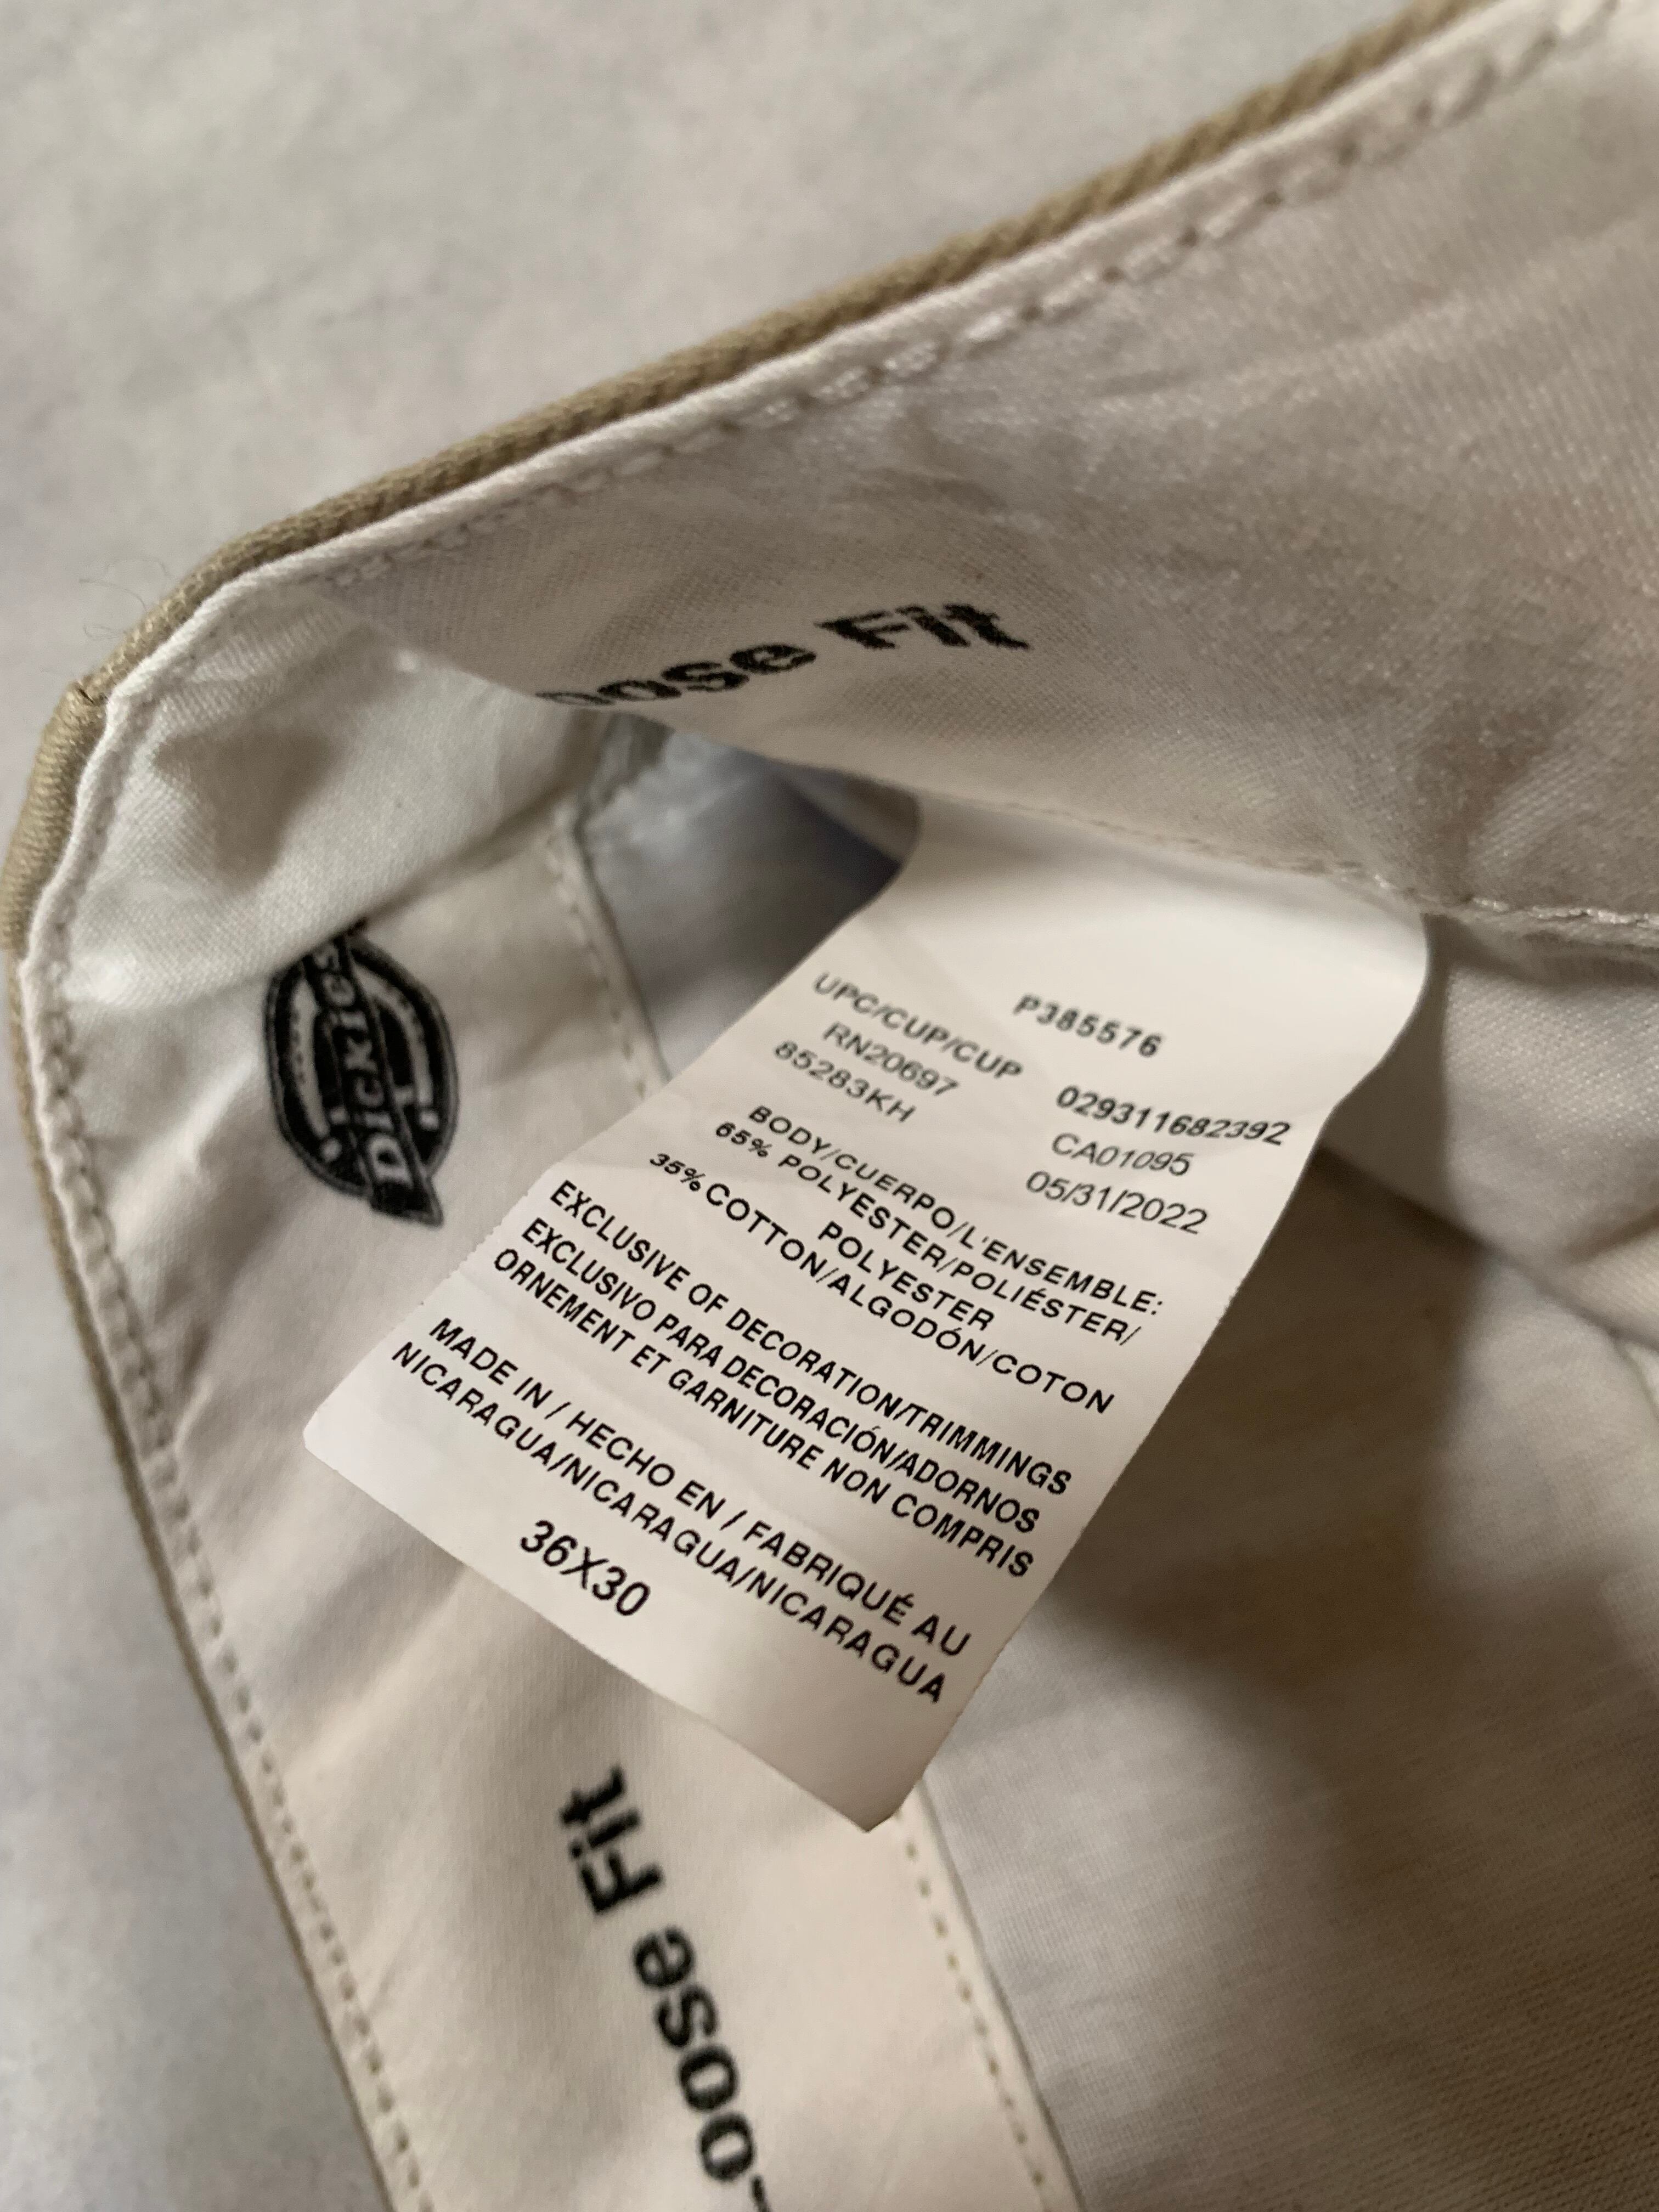 oose Fit
Dickies
P385576
UPC/CUP/CUP 029311682392
RN20697 CA01095
85283KH 05/31/2022
BODY/CUERPO/L'ENSEMBLE:
65% POLYESTER/POLIÉSTER/
POLYESTER
35% COTTON/ALGODÓN/COTON
EXCLUSIVE OF DECORATION/TRIMMINGS
EXCLUSIVO PARA DECORACIÓN/ADORNOS
ORNEMENT ET GARNITURE NON COMPRIS
MADE IN / HECHO EN / FABRIQUÉ AU
NICARAGUA/NICARAGUA/NICARAGUA
36X30
Loose Fit